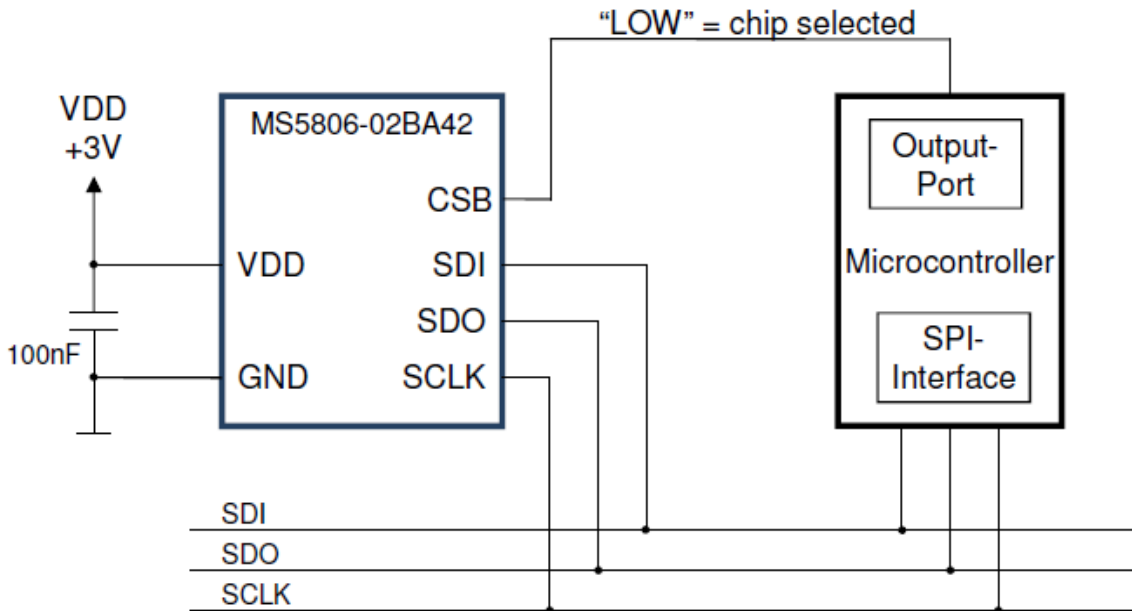 “LOW” = chip selected
VDD
+3V
MS5806-02BA42
CSB
VDD
SDI
SDO
GND
SCLK
100nF
Output-
Port
Microcontroller
SPI-
Interface
SDI
SDO
SCLK